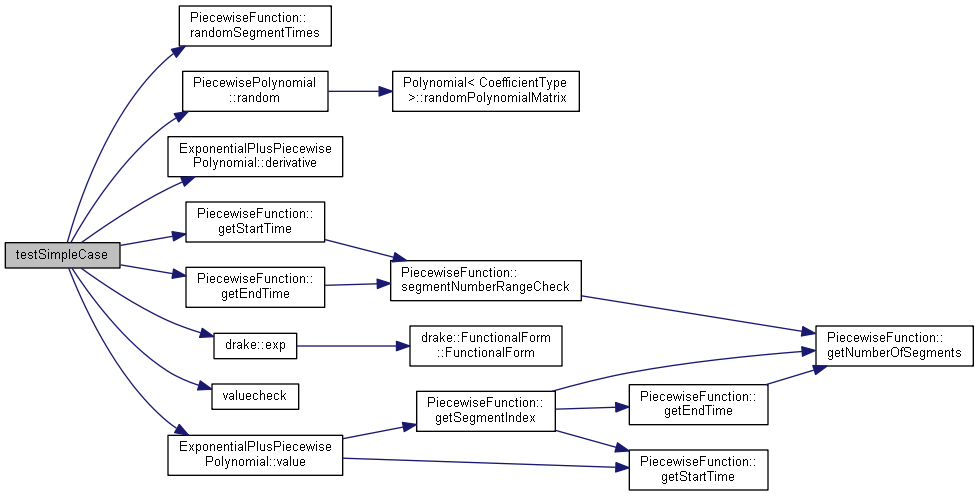 PiecewiseFunction::
randomSegmentTimes
PiecewisePolynomial
::random
Polynomial< CoefficientType
>::randomPolynomialMatrix
ExponentialPlusPiecewise
Polynomial::derivative
PiecewiseFunction::
getStartTime
testSimpleCase
PiecewiseFunction::
getEndTime
PiecewiseFunction::
segmentNumberRangeCheck
drake::exp
drake::FunctionalForm
::FunctionalForm
PiecewiseFunction::
getNumberOfSegments
valuecheck
PiecewiseFunction::
getSegmentIndex
PiecewiseFunction::
getEndTime
ExponentialPlusPiecewise
Polynomial::value
PiecewiseFunction::
getStartTime